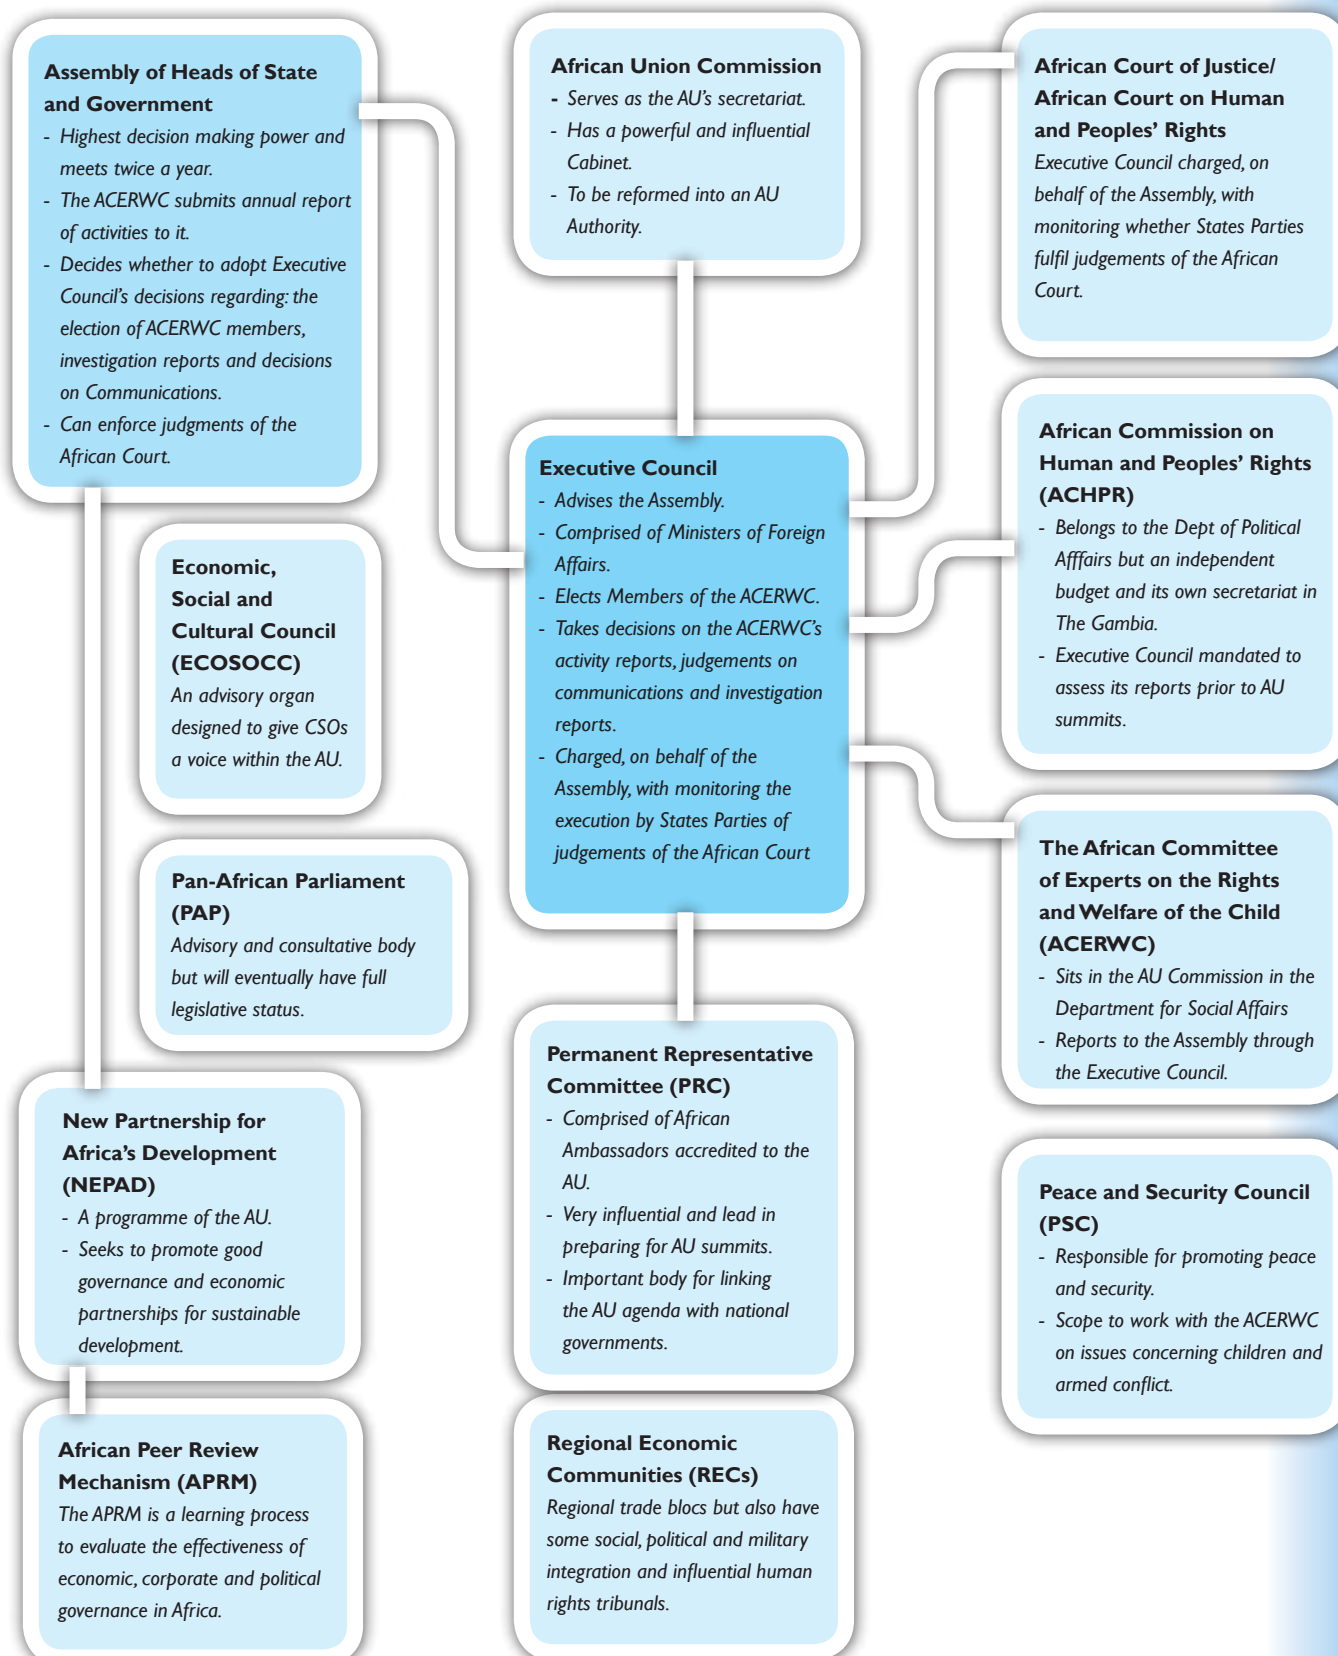 Assembly of Heads of State
and Government
- Highest decision making power and
meets twice a year.
- The ACERWC submits annual report
of activities to it.
- Decides whether to adopt Executive
Council's decisions regarding: the
election of ACERWC members,
investigation reports and decisions
on Communications.
- Can enforce judgments of the
African Court.
African Union Commission
- Serves as the AU's secretariat.
- Has a powerful and influential
Cabinet.
- To be reformed into an AU
Authority.
African Court of Justice/
African Court on Human
and Peoples' Rights
Executive Council charged, on
behalf of the Assembly, with
monitoring whether States Parties
fulfil judgements of the African
Court.
Executive Council
- Advises the Assembly.
- Comprised of Ministers of Foreign
Affairs.
- Elects Members of the ACERWC.
- Takes decisions on the ACERWC's
activity reports, judgements on
communications and investigation
reports.
- Charged, on behalf of the
Assembly, with monitoring the
execution by States Parties of
judgements of the African Court
African Commission on
Human and Peoples' Rights
(ACHPR)
- Belongs to the Dept of Political
Afffairs but an independent
budget and its own secretariat in
The Gambia.
- Executive Council mandated to
assess its reports prior to AU
summits.
Economic,
Social and
Cultural Council
(ECOSOCC)
An advisory organ
designed to give CSOs
a voice within the AU.
Pan-African Parliament
(PAP)
Advisory and consultative body
but will eventually have full
legislative status.
The African Committee
of Experts on the Rights
and Welfare of the Child
(ACERWC)
- Sits in the AU Commission in the
Department for Social Affairs
- Reports to the Assembly through
the Executive Council.
New Partnership for
Africa's Development
(NEPAD)
- A programme of the AU.
- Seeks to promote good
governance and economic
partnerships for sustainable
development.
Permanent Representative
Committee (PRC)
- Comprised of African
Ambassadors accredited to the
AU.
- Very influential and lead in
preparing for AU summits.
- Important body for linking
the AU agenda with national
governments.
Peace and Security Council
(PSC)
- Responsible for promoting peace
and security.
- Scope to work with the ACERWC
on issues concerning children and
armed conflict.
African Peer Review
Mechanism (APRM)
The APRM is a learning process
to evaluate the effectiveness of
economic, corporate and political
governance in Africa.
Regional Economic
Communities (RECs)
Regional trade blocs but also have
some social, political and military
integration and influential human
rights tribunals.